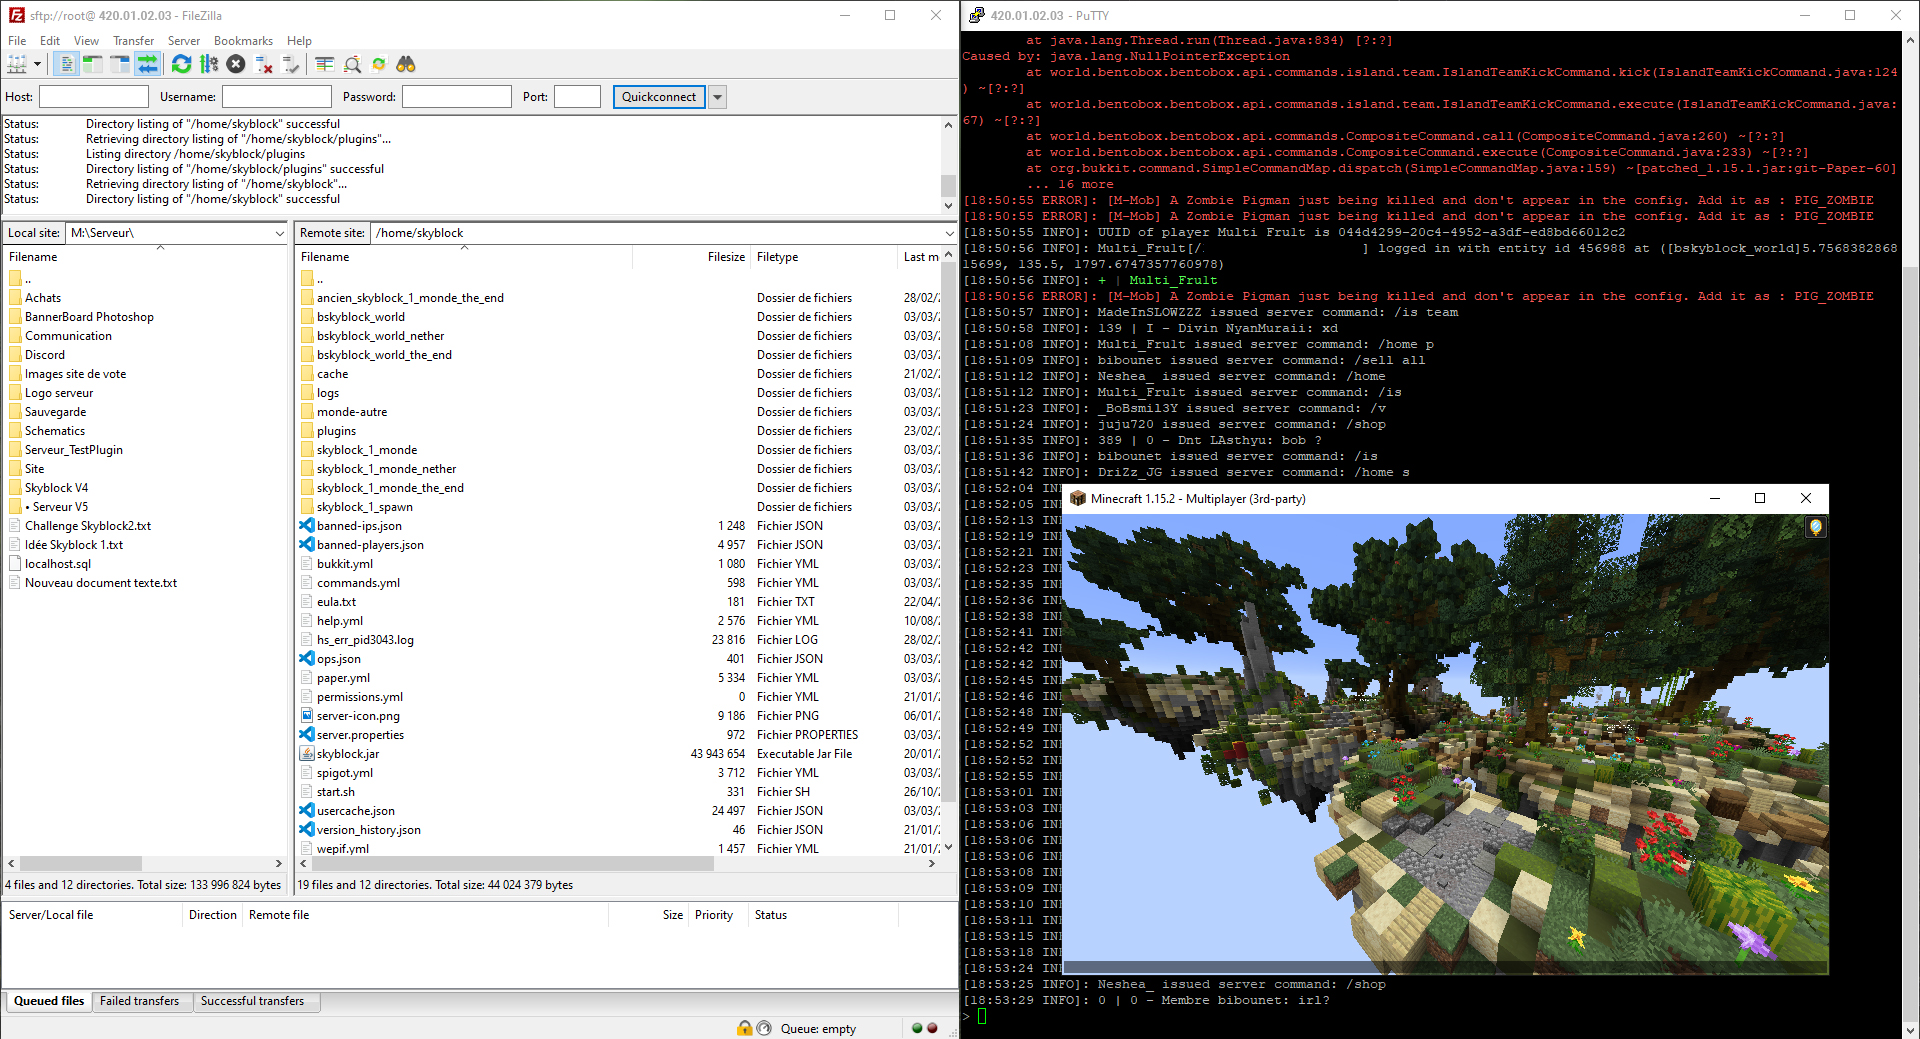 sftp://root@ 420.01.02.03 - FileZilla
File Edit View Transfer Server Bookmarks Help
Host: Username: Password: Port: Quickconnect
Status: Directory listing of "/home/skyblock" successful
Status: Retrieving directory listing of "/home/skyblock/plugins"...
Status: Listing directory /home/skyblock/plugins
Status: Directory listing of "/home/skyblock/plugins" successful
Status: Retrieving directory listing of "/home/skyblock"...
Status: Directory listing of "/home/skyblock" successful
Local site: M:\Serveur\
Filename
..
Achats
BannerBoard Photoshop
Communication
Discord
Images site de vote
Logo serveur
Sauvegarde
Schematics
Serveur_TestPlugin
Site
Skyblock V4
• Serveur V5
Challenge Skyblock2.txt
Idée Skyblock 1.txt
localhost.sql
Nouveau document texte.txt
4 files and 12 directories. Total size: 133 996 824 bytes
Remote site: /home/skyblock
Filename Filesize Filetype Last m
..
ancien_skyblock_1_monde_the_end Dossier de fichiers 28/02/
bskyblock_world Dossier de fichiers 03/03/
bskyblock_world_nether Dossier de fichiers 03/03/
bskyblock_world_the_end Dossier de fichiers 03/03/
cache Dossier de fichiers 21/02/
logs Dossier de fichiers 03/03/
monde-autre Dossier de fichiers 03/03/
plugins Dossier de fichiers 23/02/
skyblock_1_monde Dossier de fichiers 03/03/
skyblock_1_monde_nether Dossier de fichiers 03/03/
skyblock_1_monde_the_end Dossier de fichiers 03/03/
skyblock_1_spawn Dossier de fichiers 03/03/
banned-ips.json 1 248 Fichier JSON 03/03/
banned-players.json 4 957 Fichier JSON 03/03/
bukkit.yml 1 080 Fichier YML 03/03/
commands.yml 598 Fichier YML 03/03/
eula.txt 181 Fichier TXT 22/04/
help.yml 2 576 Fichier YML 10/08/
hs_err_pid3043.log 23 816 Fichier LOG 28/02/
ops.json 401 Fichier JSON 03/03/
paper.yml 5 334 Fichier YML 03/03/
permissions.yml 0 Fichier YML 21/01/
server-icon.png 9 186 Fichier PNG 06/01/
server.properties 972 Fichier PROPERTIES 03/03/
skyblock.jar 43 943 654 Executable Jar File 20/01/
spigot.yml 3 712 Fichier YML 03/03/
start.sh 331 Fichier SH 26/10/
usercache.json 24 497 Fichier JSON 03/03/
version_history.json 46 Fichier JSON 21/01/
wepif.yml 1 457 Fichier YML 21/01/
19 files and 12 directories. Total size: 44 024 379 bytes
Server/Local file Direction Remote file Size Priority Status
Queued files Failed transfers Successful transfers
Queue: empty
420.01.02.03 - PuTTY
at java.lang.Thread.run(Thread.java:834) [?:?]
Caused by: java.lang.NullPointerException
at world.bentobox.bentobox.api.commands.island.team.IslandTeamKickCommand.kick(IslandTeamKickCommand.java:124
) ~[?:?]
at world.bentobox.bentobox.api.commands.island.team.IslandTeamKickCommand.execute(IslandTeamKickCommand.java:
67) ~[?:?]
at world.bentobox.bentobox.api.commands.CompositeCommand.call(CompositeCommand.java:260) ~[?:?]
at world.bentobox.bentobox.api.commands.CompositeCommand.execute(CompositeCommand.java:233) ~[?:?]
at org.bukkit.command.SimpleCommandMap.dispatch(SimpleCommandMap.java:159) ~[patched_1.15.1.jar:git-Paper-60]
... 16 more
[18:50:55 ERROR]: [M-Mob] A Zombie Pigman just being killed and don't appear in the config. Add it as : PIG_ZOMBIE
[18:50:55 ERROR]: [M-Mob] A Zombie Pigman just being killed and don't appear in the config. Add it as : PIG_ZOMBIE
[18:50:55 INFO]: UUID of player Multi_Frult is 044d4299-20c4-4952-a3df-ed8bd66012c2
[18:50:56 INFO]: Multi_Frult[/ ] logged in with entity id 456988 at ([bskyblock_world]5.7568382868
15699, 135.5, 1797.6747357760978)
[18:50:56 INFO]: + | Multi_Frult
[18:50:56 ERROR]: [M-Mob] A Zombie Pigman just being killed and don't appear in the config. Add it as : PIG_ZOMBIE
[18:50:57 INFO]: MadeInSLOWZZZ issued server command: /is team
[18:50:58 INFO]: 139 | I - Divin NyanMuraii: xd
[18:51:08 INFO]: Multi_Frult issued server command: /home p
[18:51:09 INFO]: bibounet issued server command: /sell all
[18:51:12 INFO]: Neshea_ issued server command: /home
[18:51:12 INFO]: Multi_Frult issued server command: /is
[18:51:23 INFO]: _BoBsmil3Y issued server command: /v
[18:51:24 INFO]: juju720 issued server command: /shop
[18:51:35 INFO]: 389 | 0 - Dnt LAsthyu: bob ?
[18:51:36 INFO]: bibounet issued server command: /is
[18:51:42 INFO]: DriZz_JG issued server command: /home s
[18:52:04 INF
[18:52:05 INF
[18:52:13 INF
[18:52:19 INF
[18:52:21 INF
[18:52:23 INF
[18:52:35 INF
[18:52:36 INF
[18:52:38 INF
[18:52:41 INF
[18:52:42 INF
[18:52:42 INF
[18:52:45 INF
[18:52:46 INF
[18:52:48 INF
[18:52:49 INF
[18:52:52 INF
[18:52:52 INF
[18:52:55 INF
[18:53:01 INF
[18:53:03 INF
[18:53:06 INF
[18:53:06 INF
[18:53:06 INF
[18:53:08 INF
[18:53:09 INF
[18:53:10 INF
[18:53:11 INF
[18:53:15 INF
[18:53:18 INF
[18:53:24 INF
[18:53:25 INFO]: Neshea_ issued server command: /shop
[18:53:29 INFO]: 0 | 0 - Membre bibounet: irl?
>
Minecraft 1.15.2 - Multiplayer (3rd-party)